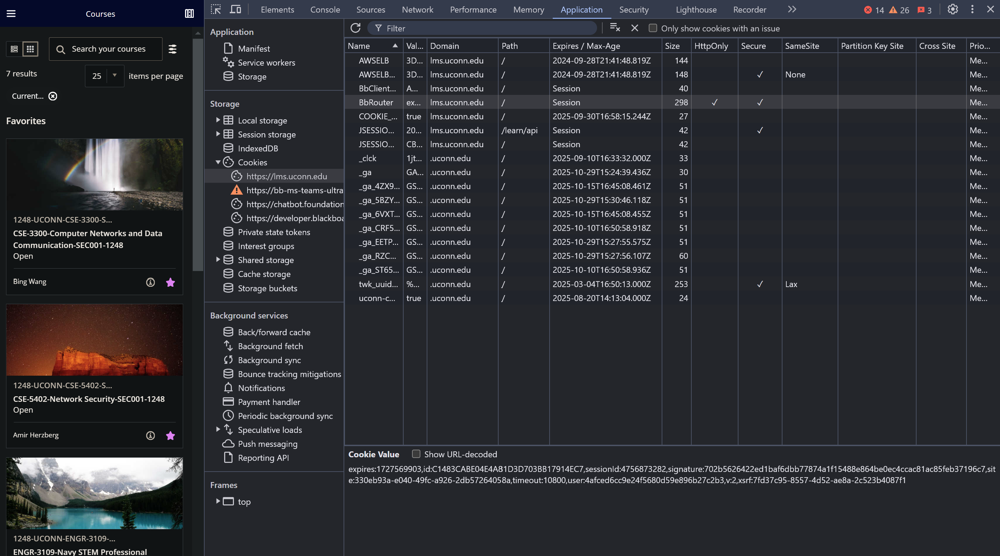 Courses
Search your courses
7 results
25
items per page
Current...
Favorites
1248-UCONN-CSE-3300-S...
CSE-3300-Computer Networks and Data
Communication-SEC001-1248
Open
Bing Wang
1248-UCONN-CSE-5402-S...
CSE-5402-Network Security-SEC001-1248
Open
Amir Herzberg
1248-UCONN-ENGR-3109-...
ENGR-3109-Navy STEM Professional
Elements Console Sources Network Performance Memory Application Security Lighthouse Recorder 14 26 3
Application
Manifest
Service workers
Storage
Storage
Local storage
Session storage
IndexedDB
Cookies
https://lms.uconn.edu
https://bb-ms-teams-ultra
https://chatbot.foundation
https://developer.blackboa
Private state tokens
Interest groups
Shared storage
Cache storage
Storage buckets
Background services
Back/forward cache
Background fetch
Background sync
Bounce tracking mitigations
Notifications
Payment handler
Periodic background sync
Speculative loads
Push messaging
Reporting API
Frames
top
Filter
Only show cookies with an issue
Name Val... Domain Path Expires / Max-Age Size HttpOnly Secure SameSite Partition Key Site Cross Site Prio...
AWSELB 3D... lms.uconn.edu / 2024-09-28T21:41:48.819Z 144 Me...
AWSELB... 3D... lms.uconn.edu / 2024-09-28T21:41:48.819Z 148 ✓ None Me...
BbClient... A... lms.uconn.edu / Session 40 Me...
BbRouter ex... lms.uconn.edu / Session 298 ✓ ✓ Me...
COOKIE_... true lms.uconn.edu / 2025-09-30T16:58:15.244Z 27 Me...
JSESSIO... 20... lms.uconn.edu /learn/api Session 42 ✓ Me...
JSESSIO... CB... lms.uconn.edu / Session 42 Me...
_clck 1jt... .uconn.edu / 2025-09-10T16:33:32.000Z 33 Me...
_ga GA... .uconn.edu / 2025-10-29T15:24:39.436Z 30 Me...
_ga_4ZX9... GS... .uconn.edu / 2025-10-15T16:45:08.461Z 51 Me...
_ga_5BZY... GS... .uconn.edu / 2025-10-29T15:30:46.118Z 51 Me...
_ga_6VXT... GS... .uconn.edu / 2025-10-15T16:45:08.455Z 51 Me...
_ga_CRF5... GS... .uconn.edu / 2025-10-10T16:50:58.918Z 51 Me...
_ga_EETP... GS... .uconn.edu / 2025-10-29T15:27:55.575Z 51 Me...
_ga_RZC... GS... .uconn.edu / 2025-10-29T15:27:56.107Z 60 Me...
_ga_ST65... GS... .uconn.edu / 2025-10-10T16:50:58.936Z 51 Me...
twk_uuid... %... .uconn.edu / 2025-03-04T16:50:13.000Z 253 ✓ Lax Me...
uconn-c... true .uconn.edu / 2025-08-20T14:13:04.000Z 24 Me...
Cookie Value Show URL-decoded
expires:1727569903,id:C1483CABE04E4A81D3D703BB17914EC7,sessionId:4756873282,signature:702b5626422ed1baf6dbb77874a1f15488e864be0ec4ccac81ac85feb37196c7,sit
e:330eb93a-e040-49fc-a926-2db57264058a,timeout:10800,user:4afced6cc9e24f5680d59e896b27c2b3,v:2,xsrf:7fd37c95-8557-4d52-ae8a-2c523b4087f1